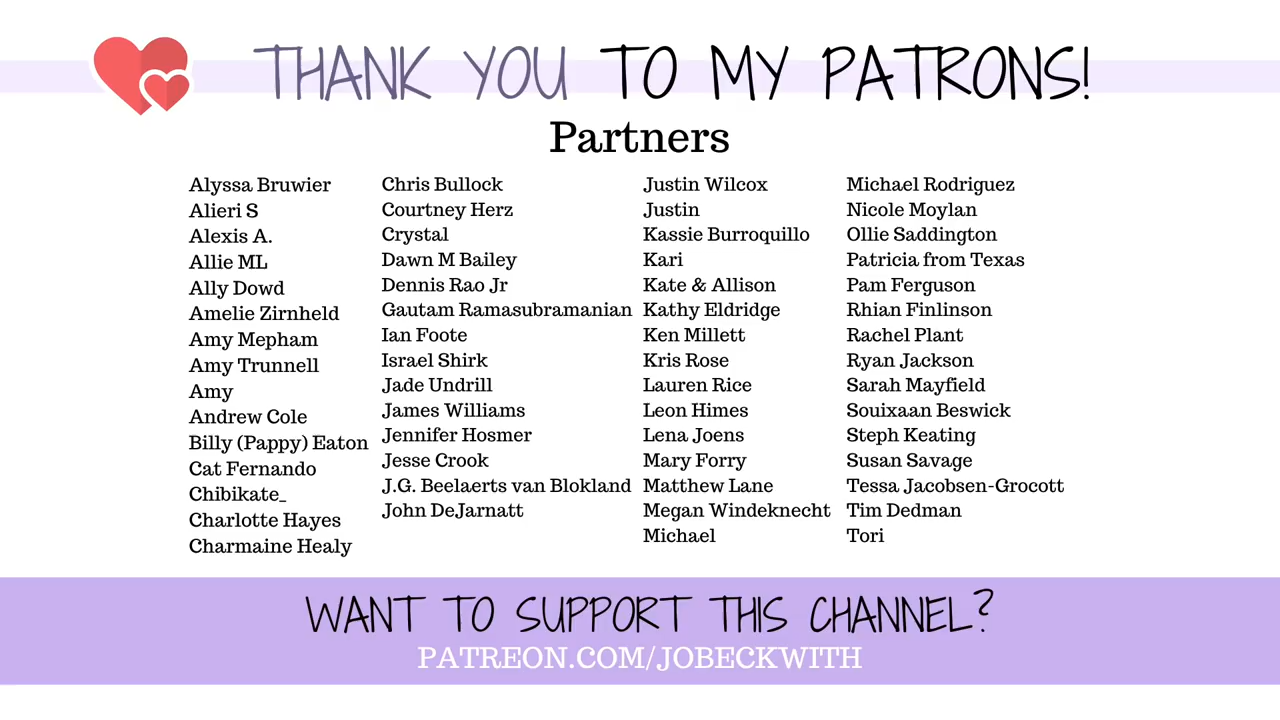 THANK YOU TO MY PATRONS!
Partners
Alyssa Bruwier
Alieri S
Alexis A.
Allie ML
Ally Dowd
Amelie Zirnheld
Amy Mepham
Amy Trunnell
Amy
Andrew Cole
Billy (Pappy) Eaton
Cat Fernando
Chibikate_
Charlotte Hayes
Charmaine Healy
Chris Bullock
Courtney Herz
Crystal
Dawn M Bailey
Dennis Rao Jr
Gautam Ramasubramanian
Ian Foote
Israel Shirk
Jade Undrill
James Williams
Jennifer Hosmer
Jesse Crook
J.G. Beelaerts van Blokland
John DeJarnatt
Justin Wilcox
Justin
Kassie Burroquillo
Kari
Kate & Allison
Kathy Eldridge
Ken Millett
Kris Rose
Lauren Rice
Leon Himes
Lena Joens
Mary Forry
Matthew Lane
Megan Windeknecht
Michael
Michael Rodriguez
Nicole Moylan
Ollie Saddington
Patricia from Texas
Pam Ferguson
Rhian Finlinson
Rachel Plant
Ryan Jackson
Sarah Mayfield
Souixaan Beswick
Steph Keating
Susan Savage
Tessa Jacobsen-Grocott
Tim Dedman
Tori
WANT TO SUPPORT THIS CHANNEL?
PATREON.COM/JOBECKWITH